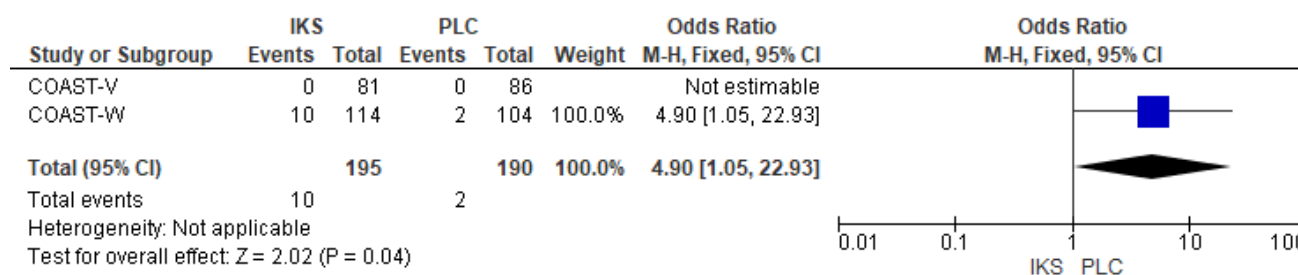 IKS PLC Odds Ratio Odds Ratio
Study or Subgroup Events Total Events Total Weight M-H, Fixed, 95% CI M-H, Fixed, 95% CI
COAST-V 0 81 0 86 Not estimable
COAST-W 10 114 2 104 100.0% 4.90 [1.05, 22.93]
Total (95% CI) 195 190 100.0% 4.90 [1.05, 22.93]
Total events 10 2
Heterogeneity: Not applicable
Test for overall effect: Z = 2.02 (P = 0.04)
0.01 0.1 1 10 100
IKS PLC